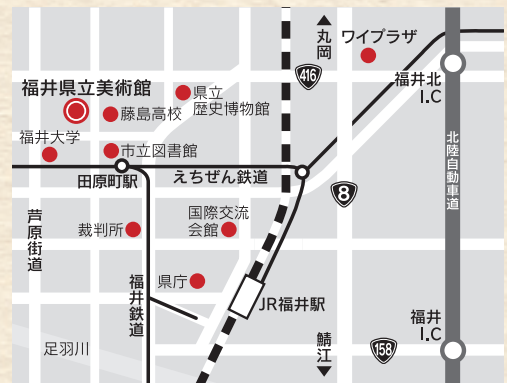 ▲
丸岡
ワイプラザ
416
福井北
I.C
福井県立美術館
県立
歴史博物館
藤島高校
福井大学
市立図書館
田原町駅
えちぜん鉄道
北陸自動車道
8
芦原街道
裁判所
国際交流
会館
福井鉄道
県庁
JR福井駅
福井
I.C
足羽川
鯖江
▼
158